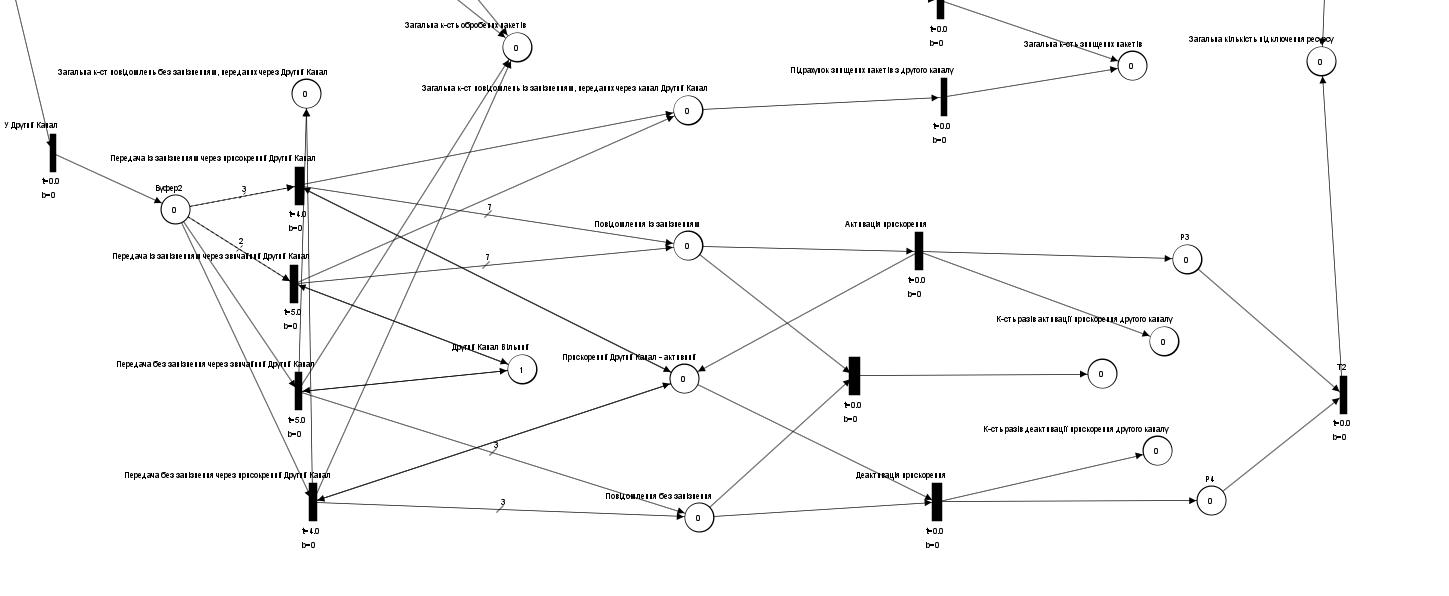 Загальна к-сть обробених пакетів
0
t=0.0
b=0
Загальна к-сть знищених пакетів
0
Загальна кількість підключення ресурсу
0
Загальна к-ст повідомлень без запізненням, переданих через Другий Канал
0
Загальна к-ст повідомлень із запізненням, переданих через канал Другий Канал
0
Підрахунок знищених пакетів з другого каналу
t=0.0
b=0
У Другий Канал
t=0.0
b=0
Передача із запізненням через присокрений Другий Канал
t=4.0
b=0
Буфер2
0
3
2
7
7
Передача із запізненням через звичайний Другий Канал
t=5.0
b=0
Повідомлення із запізненням
0
Активація прискорення
t=0.0
b=0
P3
0
К-сть разів активації прискорення другого каналу
0
Другий Канал Вільний
1
Прискорений Другий Канал - активний
0
Передача без запізнення через звичайний Другий Канал
t=5.0
b=0
t=0.0
b=0
0
T2
t=0.0
b=0
К-сть разів деактивації прискорення другого каналу
0
3
3
Передача без запізнення через присокрений Другий Канал
t=4.0
b=0
Повідомлення без запізнення
0
Деактивація прискорення
t=0.0
b=0
P4
0